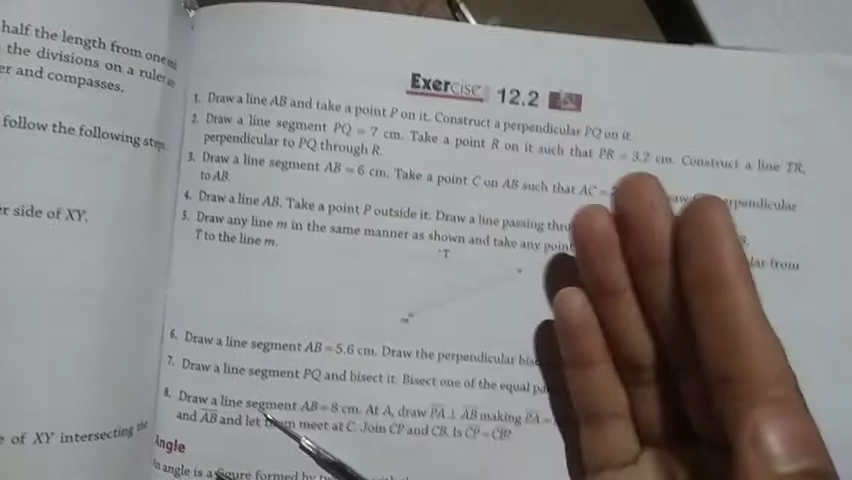 half the length from one
the divisions on a ruler
er and compasses.
follow the following step
er side of XY.
e of XY intersecting the
Exercise 12.2
1. Draw a line AB and take a point P on it. Construct a perpendicular PQ on it.
2. Draw a line segment PQ = 7 cm. Take a point R on it such that PR = 3.2 cm. Construct a line TR,
perpendicular to PQ through R.
3. Draw a line segment AB = 6 cm. Take a point C on AB such that AC = perpendicular
to AB.
4. Draw a line AB. Take a point P outside it. Draw a line passing
5. Draw any line m in the same manner as shown and take any point from
T to the line m.
T
m
6. Draw a line segment AB = 5.6 cm. Draw the perpendicular
7. Draw a line segment PQ and bisect it. Bisect one of the equal
8. Draw a line segment AB = 8 cm. At A, draw PA ⊥ AB making PA =
and AB and let them meet at C. Join CP and CB. Is CP = CB?
Angle
An angle is a figure formed by